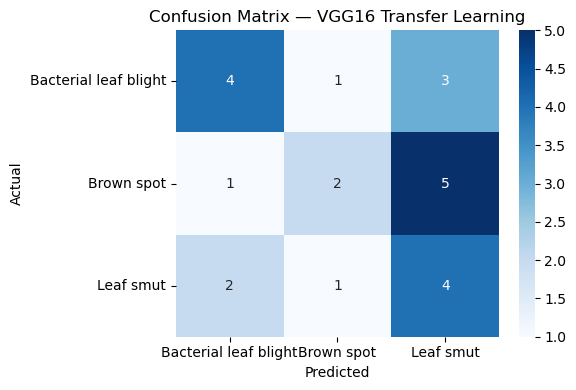 Confusion Matrix — VGG16 Transfer Learning
Bacterial leaf blight 4 1 3
Brown spot 1 2 5
Leaf smut 2 1 4
Bacterial leaf blight Brown spot Leaf smut
Predicted
Actual
5.0
4.5
4.0
3.5
3.0
2.5
2.0
1.5
1.0